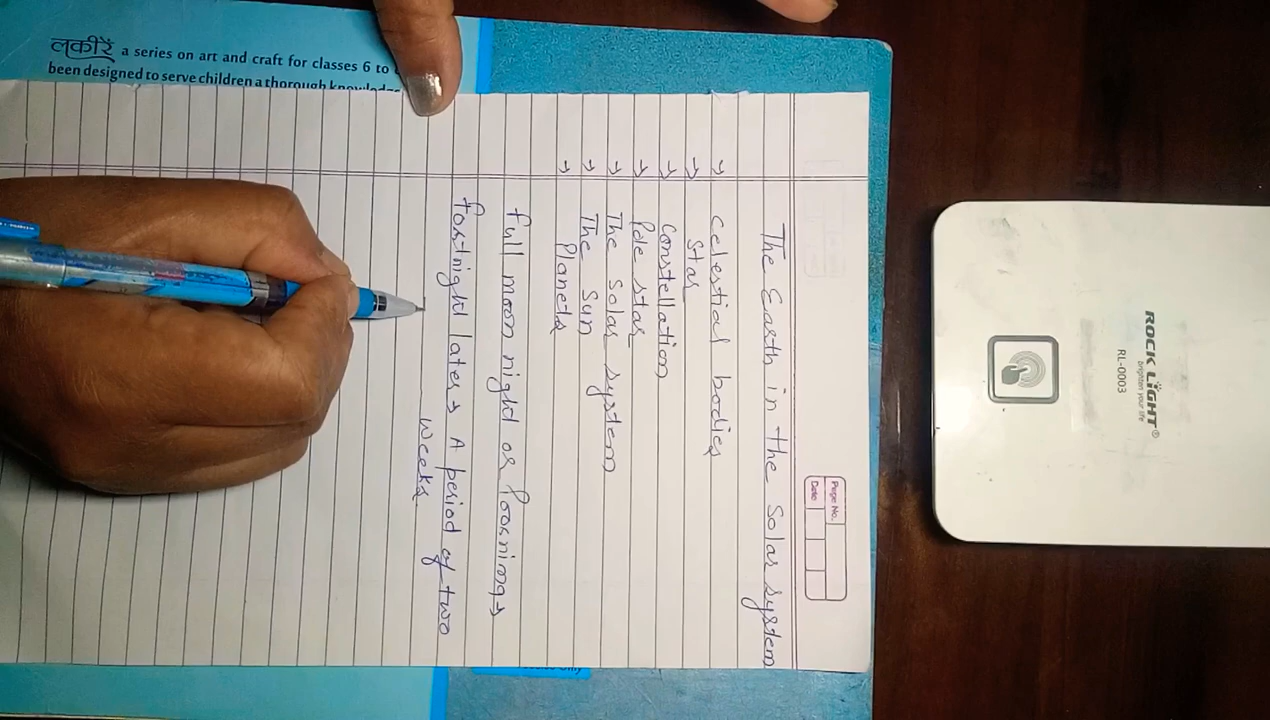 लकीरें a series on art and craft for classes 6 to
been designed to serve children a thorough knowledge
Page No.
Date
The Earth in the Solar system
→ Celestial bodies
→ Star
→ Constellation
→ Pole star
→ The Solar system
→ The Sun
→ Planets
Full moon night or Poornima→
Fortnight later → A period of two
weeks.
ROCK LIGHT®
brighten your life
RL-0003